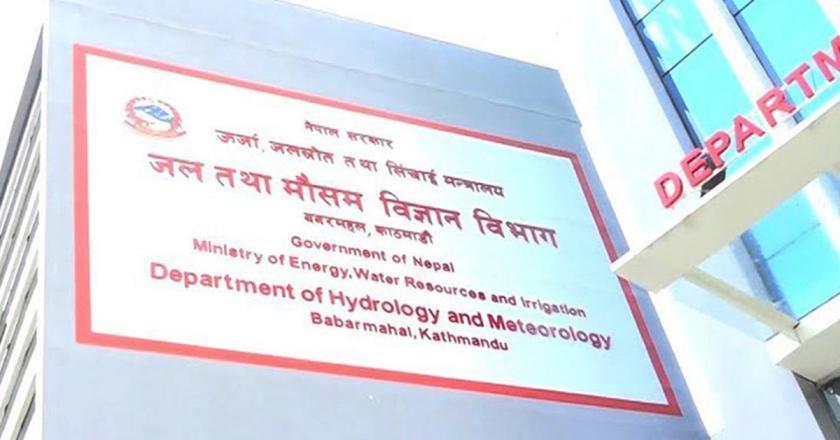 नेपाल सरकार
ऊर्जा, जलस्रोत तथा सिंचाई मन्त्रालय
जल तथा मौसम विज्ञान विभाग
बबरमहल, काठमाडौं
Government of Nepal
Ministry of Energy, Water Resources and Irrigation
Department of Hydrology and Meteorology
Babarmahal, Kathmandu
DEPARTM